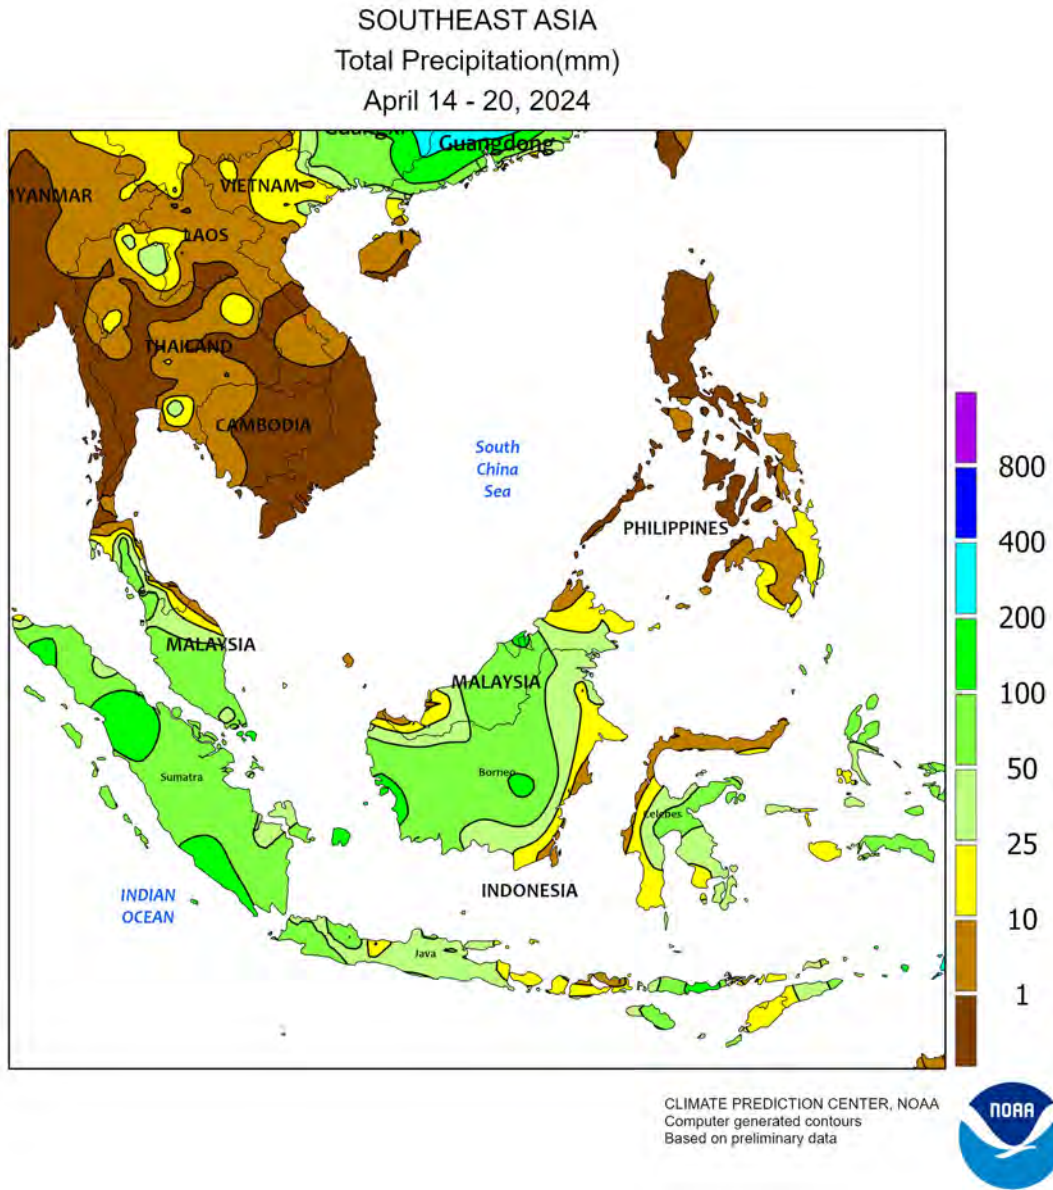 SOUTHEAST ASIA
Total Precipitation(mm)
April 14 - 20, 2024
Guangdong
VIETNAM
YANMAR
LAOS
THAILAND
CAMBODIA
South
China
Sea
PHILIPPINES
MALAYSIA
MALAYSIA
Sumatra
Borneo
Celebes
INDIAN
OCEAN
INDONESIA
Java
800
400
200
100
50
25
10
1
CLIMATE PREDICTION CENTER, NOAA
Computer generated contours
Based on preliminary data
NOAA